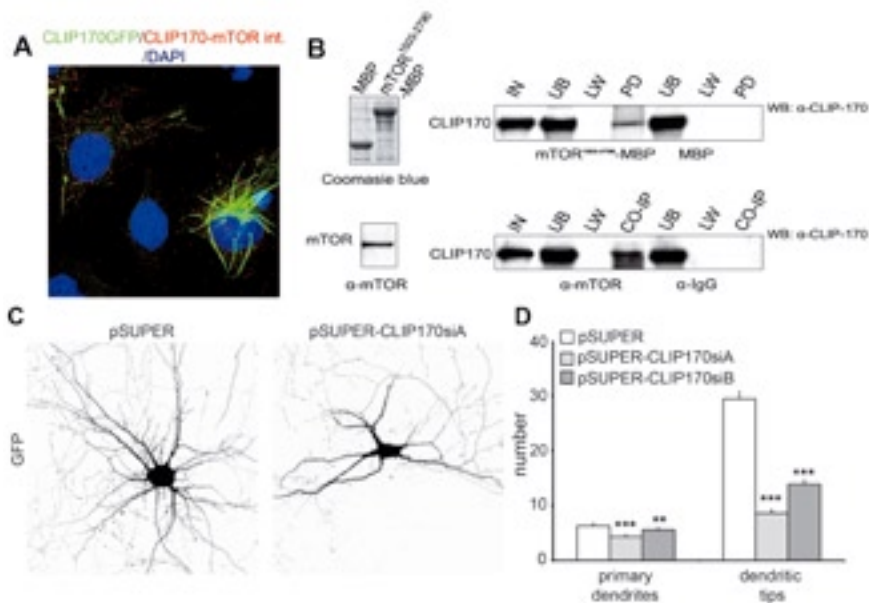 A
CLIP170GFP/CLIP170-mTOR int.
/DAPI
B
MBP
mTOR
-MBP
Coomasie blue
IN UB LW PD UB LW PD
WB: α-CLIP-170
CLIP170
mTOR -MBP MBP
mTOR
α-mTOR
IN UB LW CO-IP UB LW CO-IP
WB: α-CLIP-170
CLIP170
α-mTOR α-IgG
C
pSUPER pSUPER-CLIP170siA
GFP
D
pSUPER
pSUPER-CLIP170siA
pSUPER-CLIP170siB
number
40
30
20
10
0
*** **
*** ***
primary
dendrites
dendritic
tips